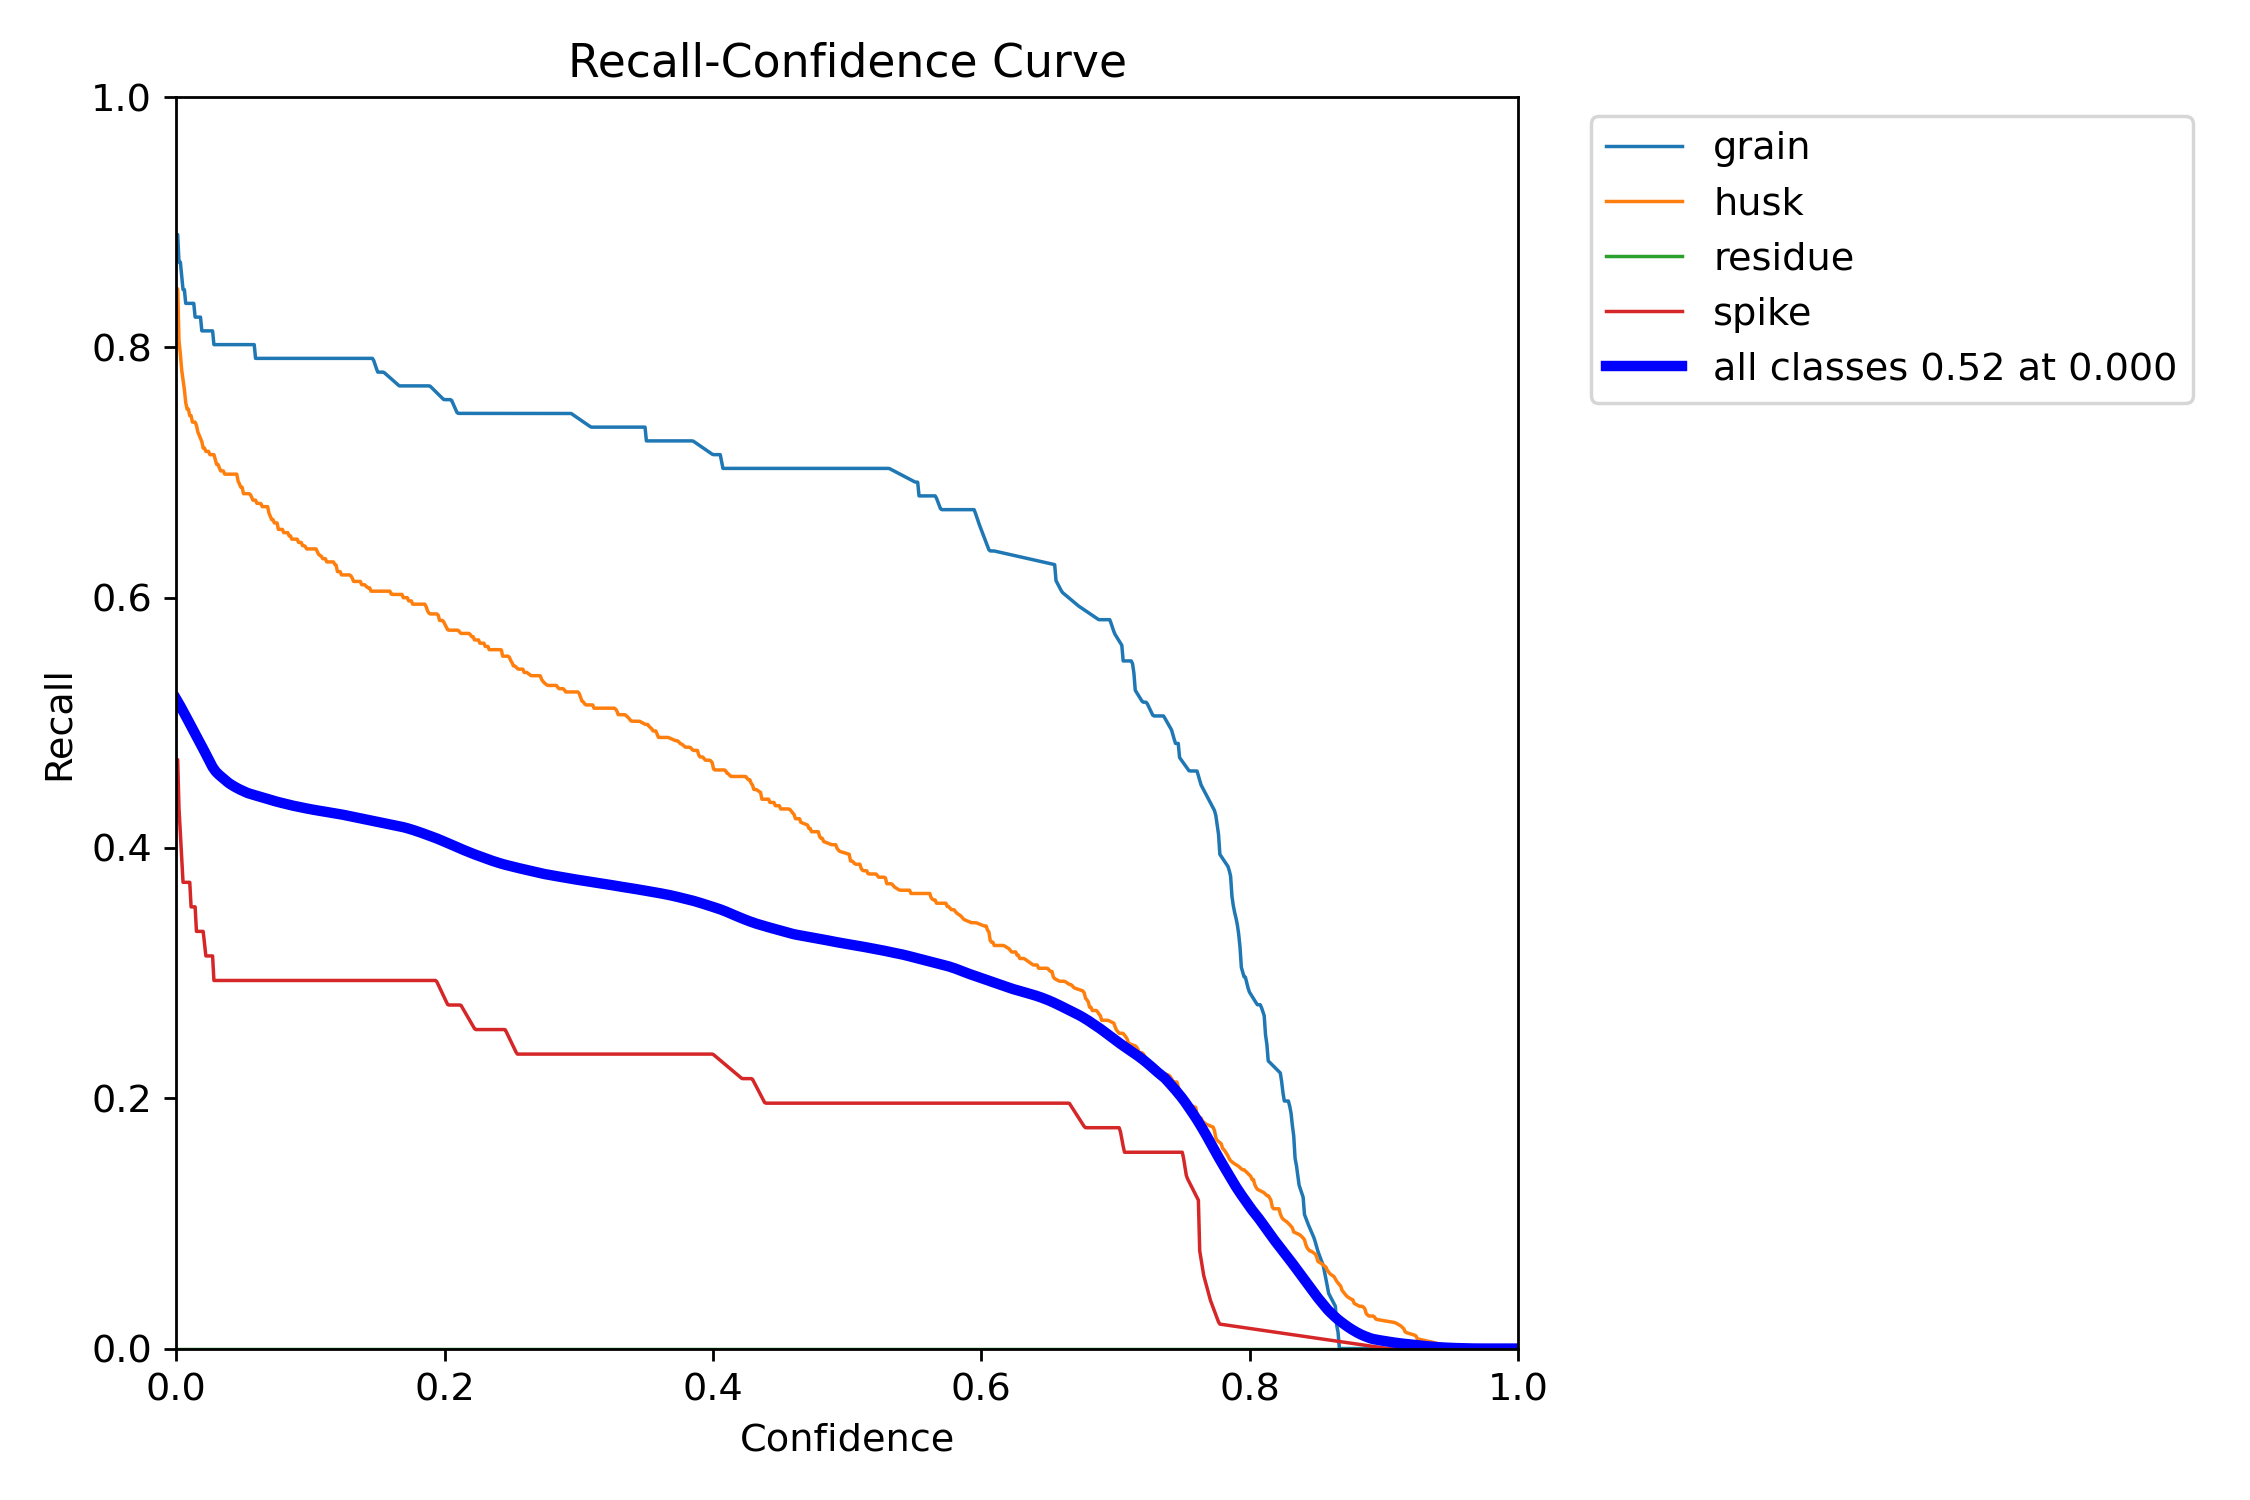 Recall-Confidence Curve
1.0
0.8
0.6
0.4
0.2
0.0
Recall
0.0 0.2 0.4 0.6 0.8 1.0
Confidence
grain
husk
residue
spike
all classes 0.52 at 0.000